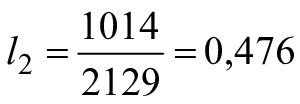 l₂ = 1014/2129 = 0,476